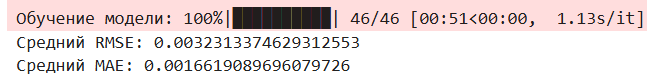 Обучение модели: 100%|██████████| 46/46 [00:51<00:00,  1.13s/it]
Средний RMSE: 0.0032313374629312553
Средний MAE: 0.0016619089696079726